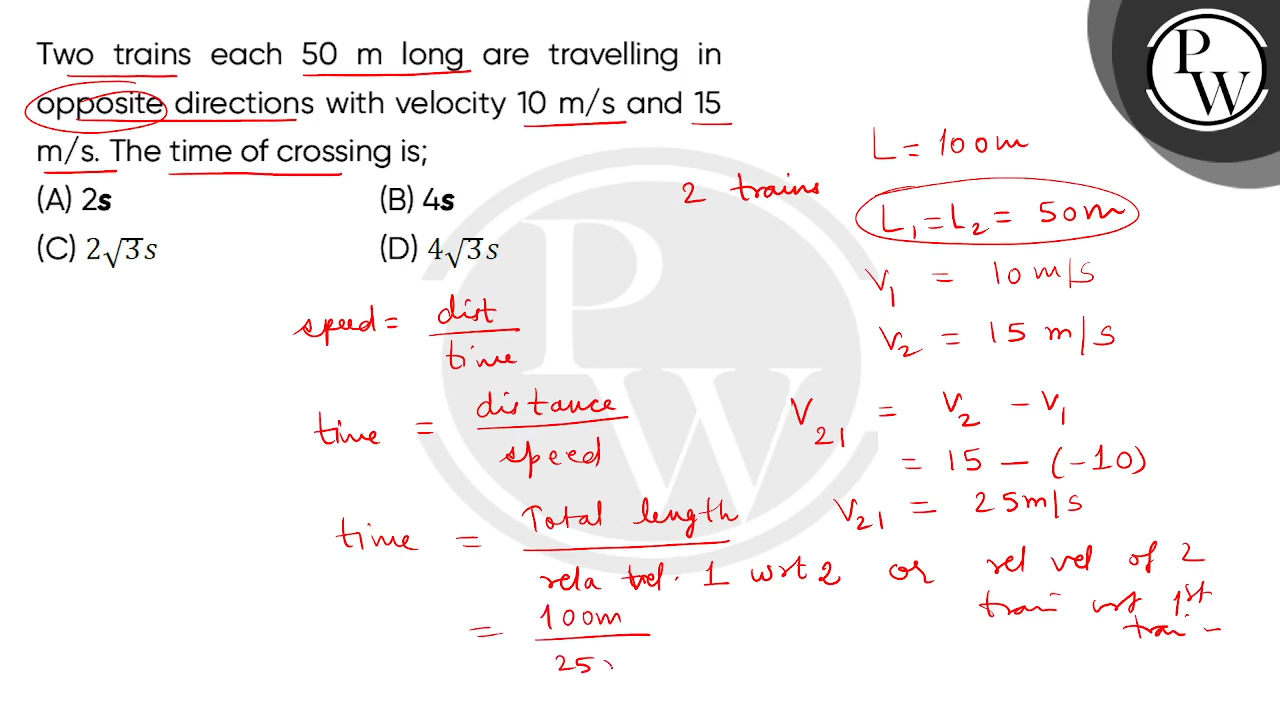 Two trains each 50 m long are travelling in
opposite directions with velocity 10 m/s and 15
m/s. The time of crossing is;
(A) 2s (B) 4s
(C) 2√3s (D) 4√3s
P
W
L = 100m
2 trains
L₁ = L₂ = 50m
V₁ = 10 m/s
V₂ = 15 m/s
speed = dist / time
time = distance / speed
V₂₁ = V₂ - V₁
= 15 - (-10)
V₂₁ = 25 m/s
time = Total length / rela vel. 1 wrt 2 or rel vel of 2
train wrt 1st
train
= 100m / 25
P
W